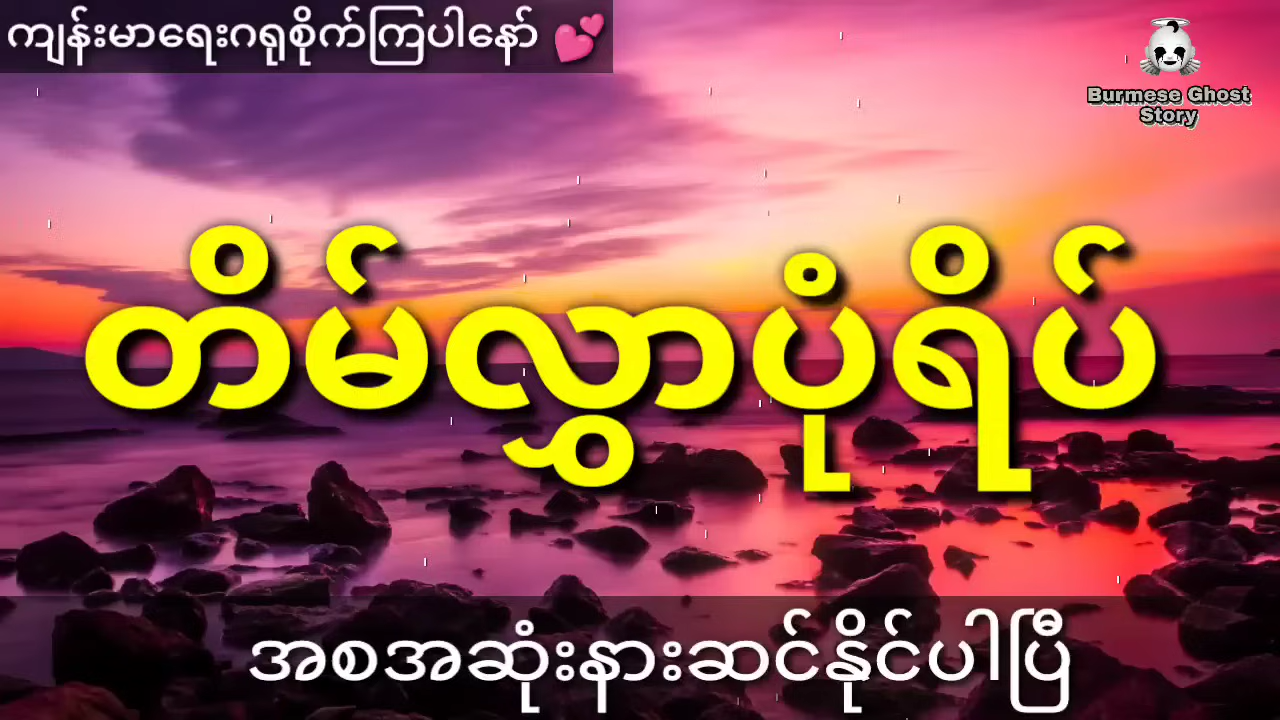 ကျန်းမာရေးဂရုစိုက်ကြပါနော် 💕
Burmese Ghost
Story
တိမ်လွှာပုံရိပ်
အစအဆုံးနားဆင်နိုင်ပါပြီ